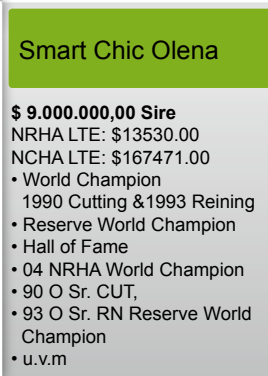 Smart Chic Olena
$ 9.000.000,00 Sire
NRHA LTE: $13530.00
NCHA LTE: $167471.00
• World Champion
1990 Cutting &1993 Reining
• Reserve World Champion
• Hall of Fame
• 04 NRHA World Champion
• 90 O Sr. CUT,
• 93 O Sr. RN Reserve World
Champion
• u.v.m